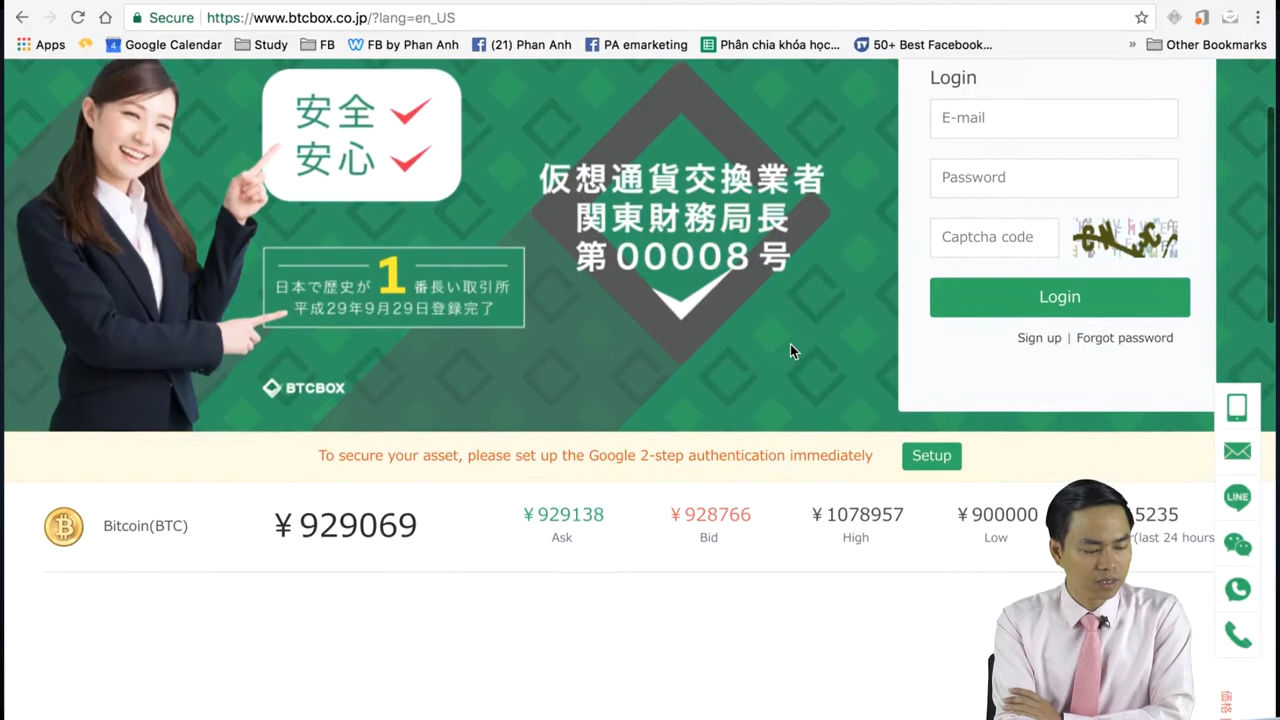 Secure
https://www.btcbox.co.jp/?lang=en_US
Apps
Google Calendar
Study
FB
FB by Phan Anh
(21) Phan Anh
PA emarketing
Phân chia khóa học...
50+ Best Facebook...
»
Other Bookmarks
安全
安心
日本で歴史が1番長い取引所
平成29年9月29日登録完了
BTCBOX
仮想通貨交換業者
関東財務局長
第00008号
Login
E-mail
Password
Captcha code
Login
Sign up | Forgot password
To secure your asset, please set up the Google 2-step authentication immediately
Setup
Bitcoin(BTC)
¥929069
¥929138
Ask
¥928766
Bid
¥1078957
High
¥900000
Low
5235
(last 24 hours
LINE
価格